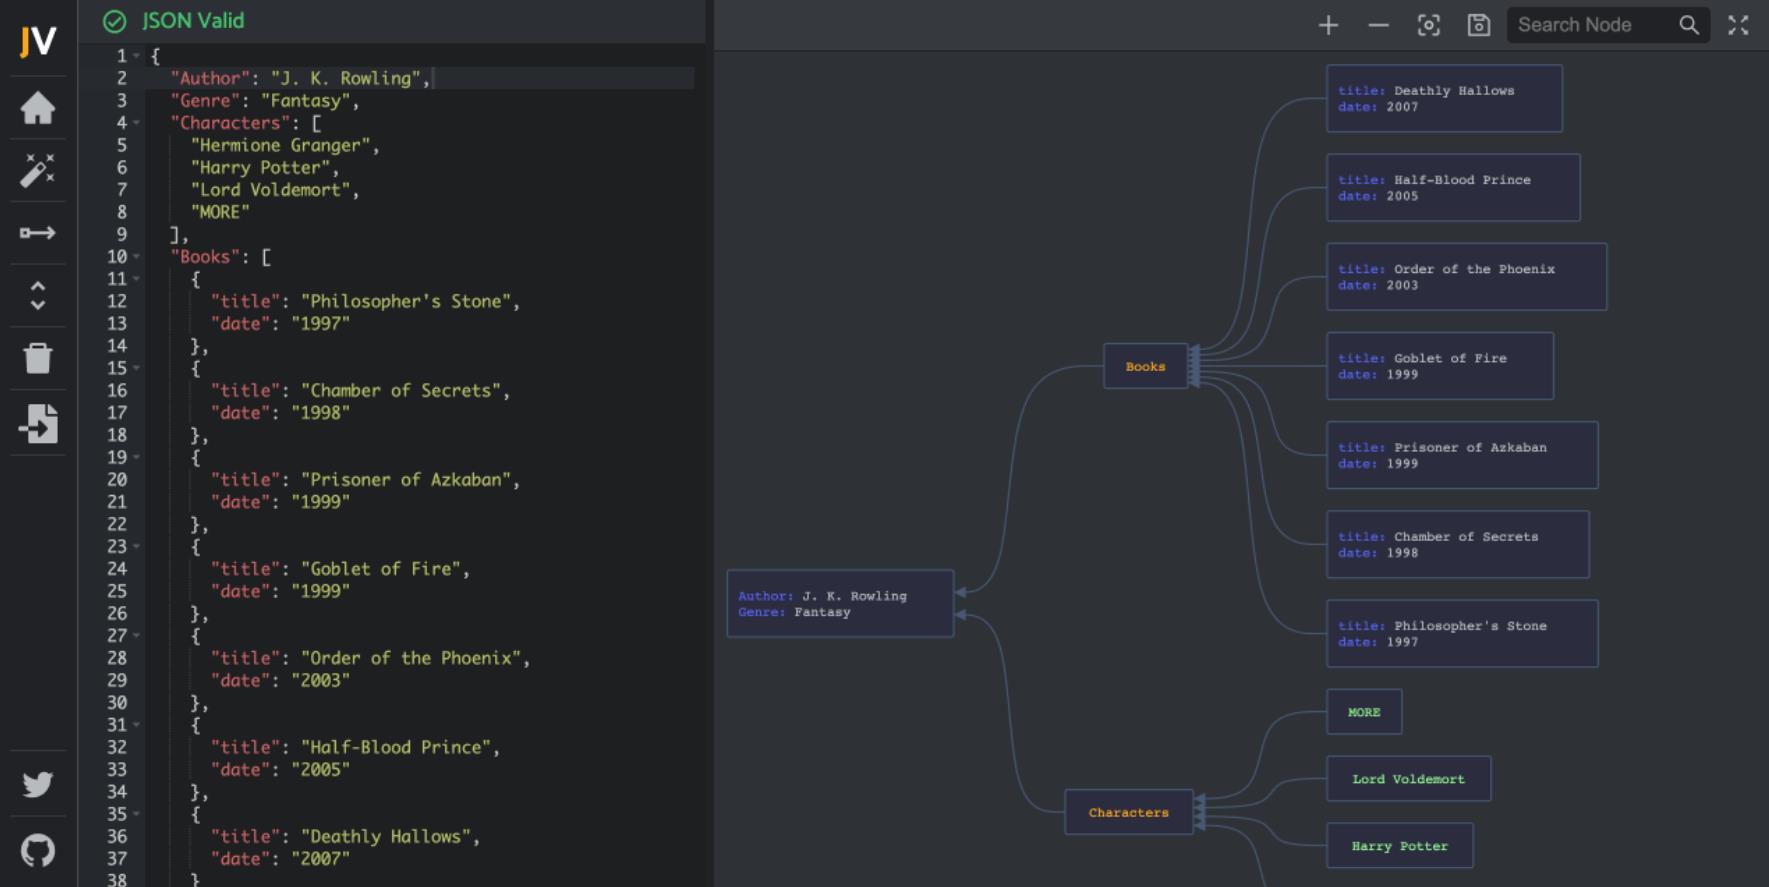 JV
JSON Valid
Search Node
1 {
2 "Author": "J. K. Rowling",
3 "Genre": "Fantasy",
4 "Characters": [
5 "Hermione Granger",
6 "Harry Potter",
7 "Lord Voldemort",
8 "MORE"
9 ],
10 "Books": [
11 {
12 "title": "Philosopher's Stone",
13 "date": "1997"
14 },
15 {
16 "title": "Chamber of Secrets",
17 "date": "1998"
18 },
19 {
20 "title": "Prisoner of Azkaban",
21 "date": "1999"
22 },
23 {
24 "title": "Goblet of Fire",
25 "date": "1999"
26 },
27 {
28 "title": "Order of the Phoenix",
29 "date": "2003"
30 },
31 {
32 "title": "Half-Blood Prince",
33 "date": "2005"
34 },
35 {
36 "title": "Deathly Hallows",
37 "date": "2007"
38 }
Author: J. K. Rowling
Genre: Fantasy
Books
title: Deathly Hallows
date: 2007
title: Half-Blood Prince
date: 2005
title: Order of the Phoenix
date: 2003
title: Goblet of Fire
date: 1999
title: Prisoner of Azkaban
date: 1999
title: Chamber of Secrets
date: 1998
title: Philosopher's Stone
date: 1997
Characters
MORE
Lord Voldemort
Harry Potter